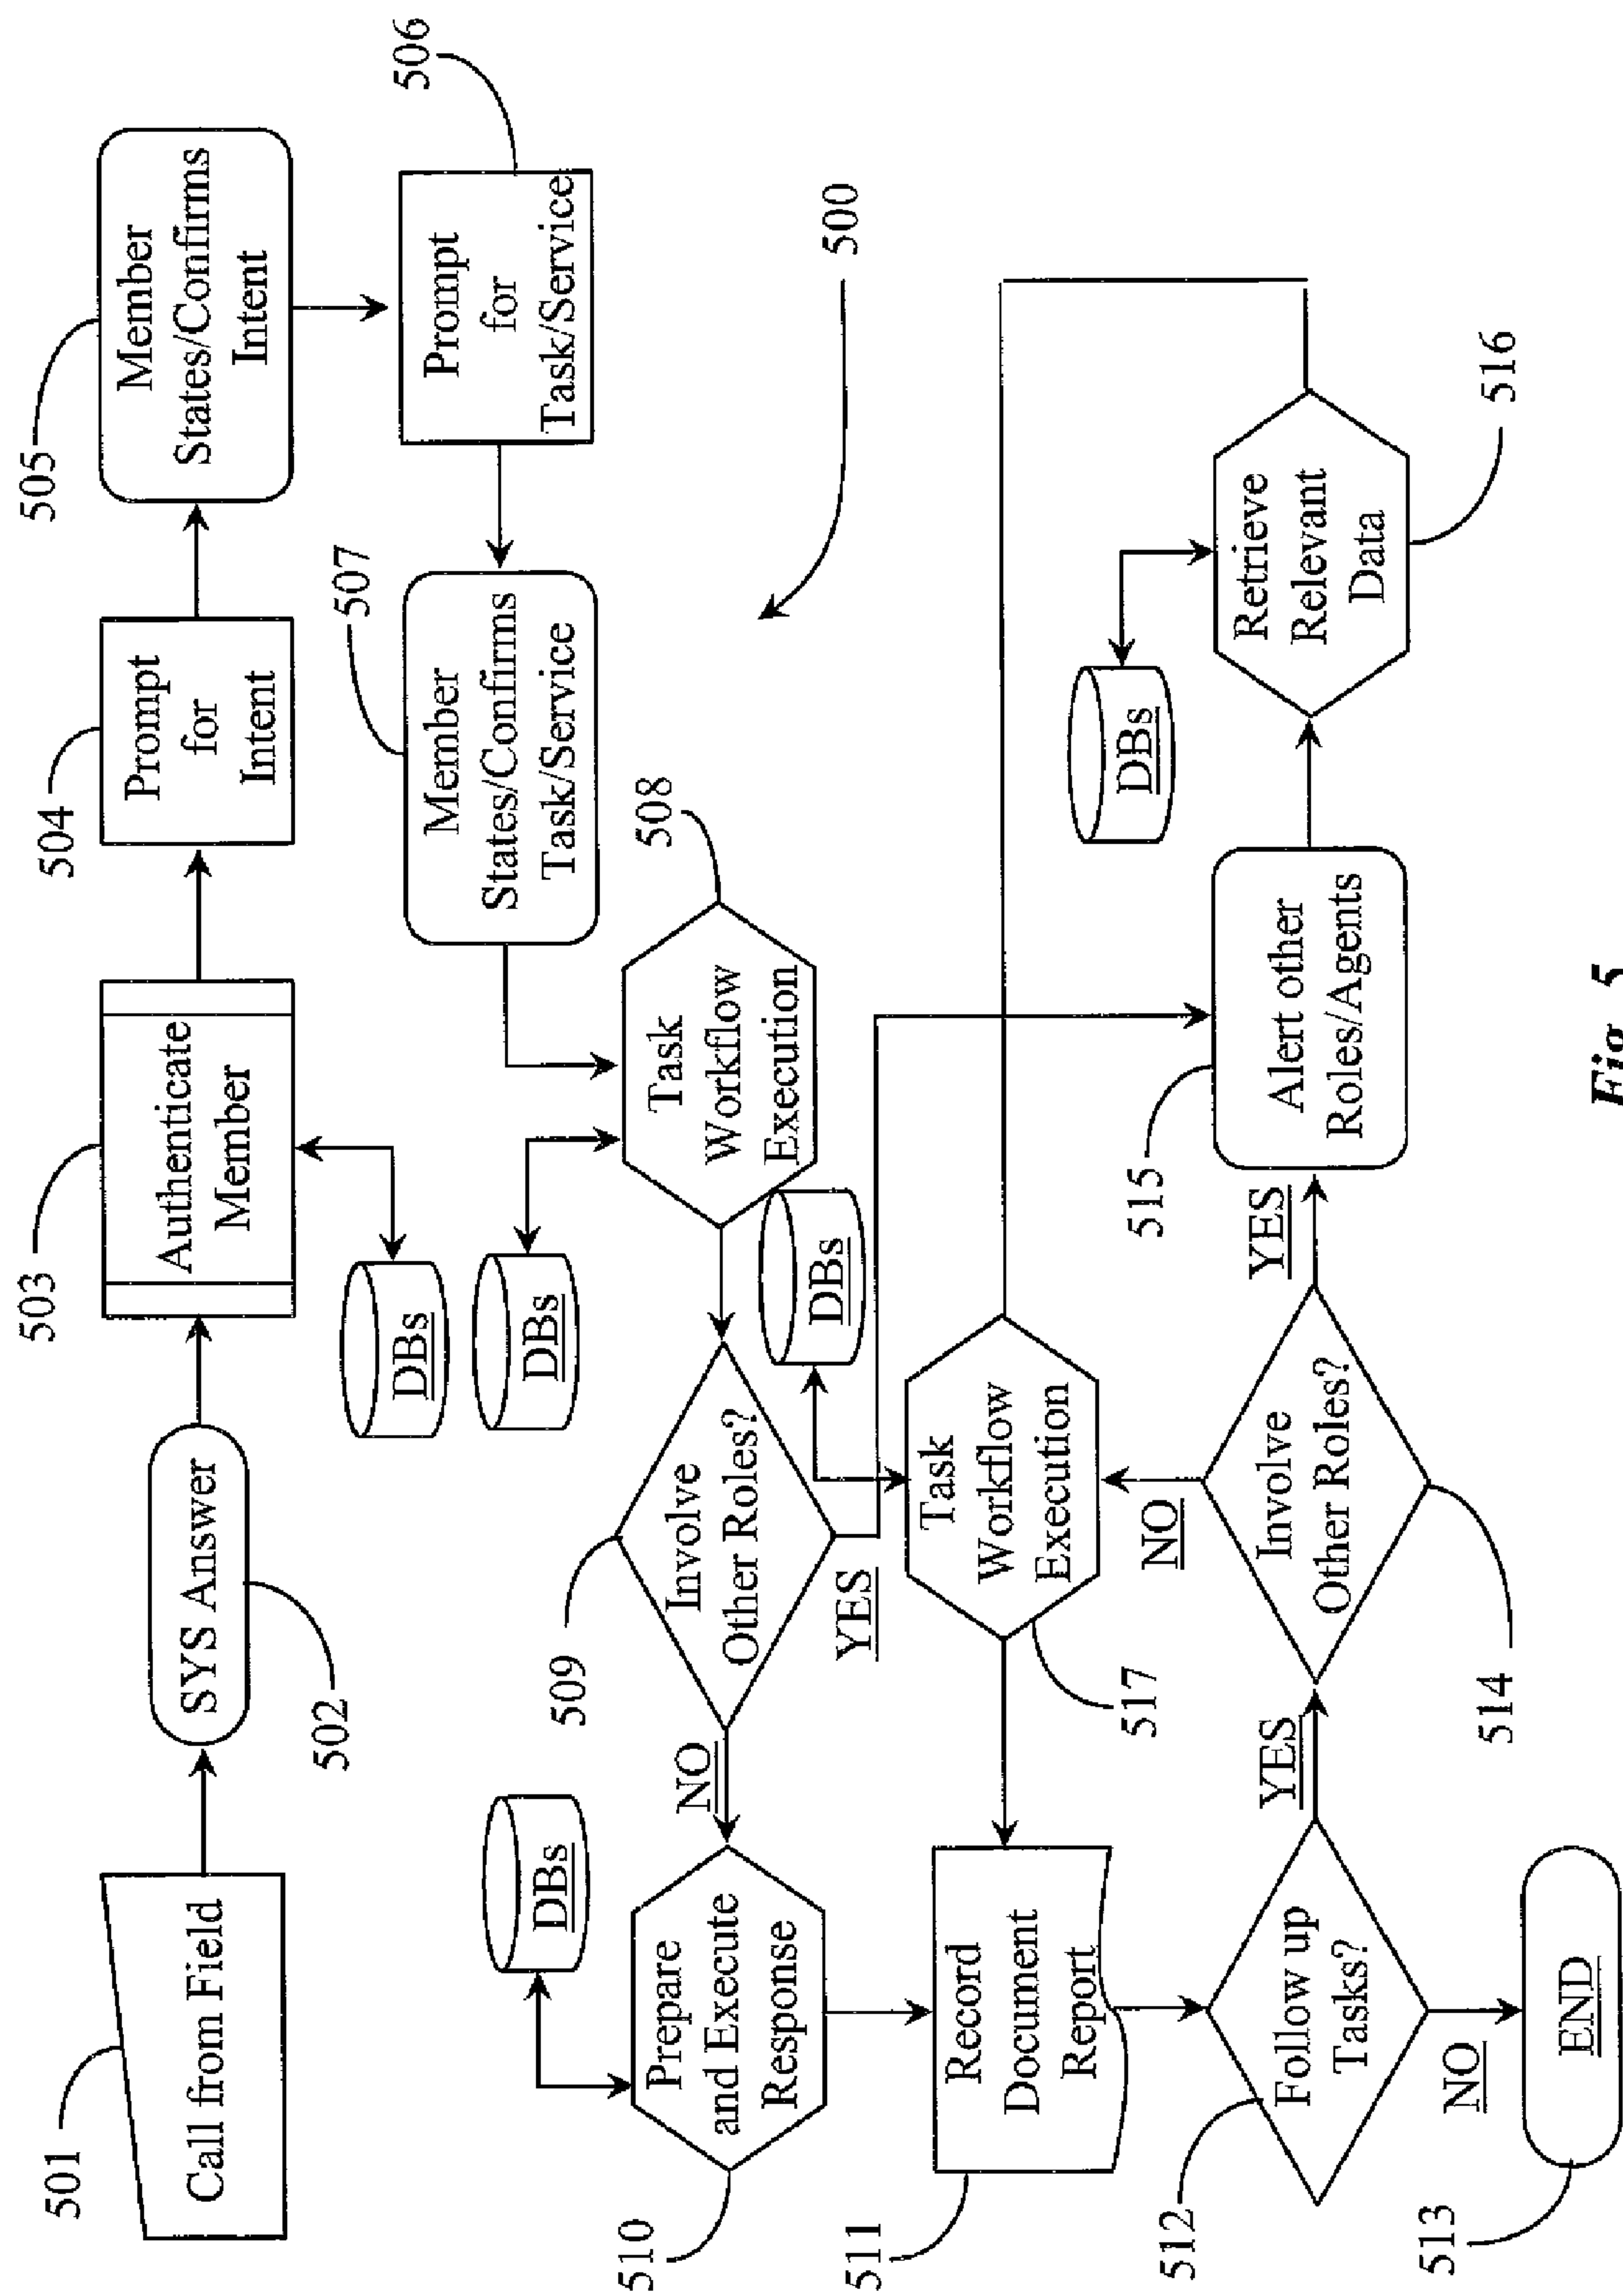 501
Call from Field
SYS Answer
502
503
Authenticate
Member
DBs
504
Prompt
for
Intent
505
Member
States/Confirms
Intent
506
Prompt
for
Task/Service
507
Member
States/Confirms
Task/Service
508
Task
Workflow
Execution
DBs
500
509
Involve
Other Roles?
NO
YES
DBs
510
Prepare
and Execute
Response
511
Record
Document
Report
DBs
Task
Workflow
Execution
517
512
Follow up
Tasks?
YES
NO
513
END
Involve
Other Roles?
514
NO
YES
515
Alert other
Roles/Agents
DBs
Retrieve
Relevant
Data
516
Fig. 5